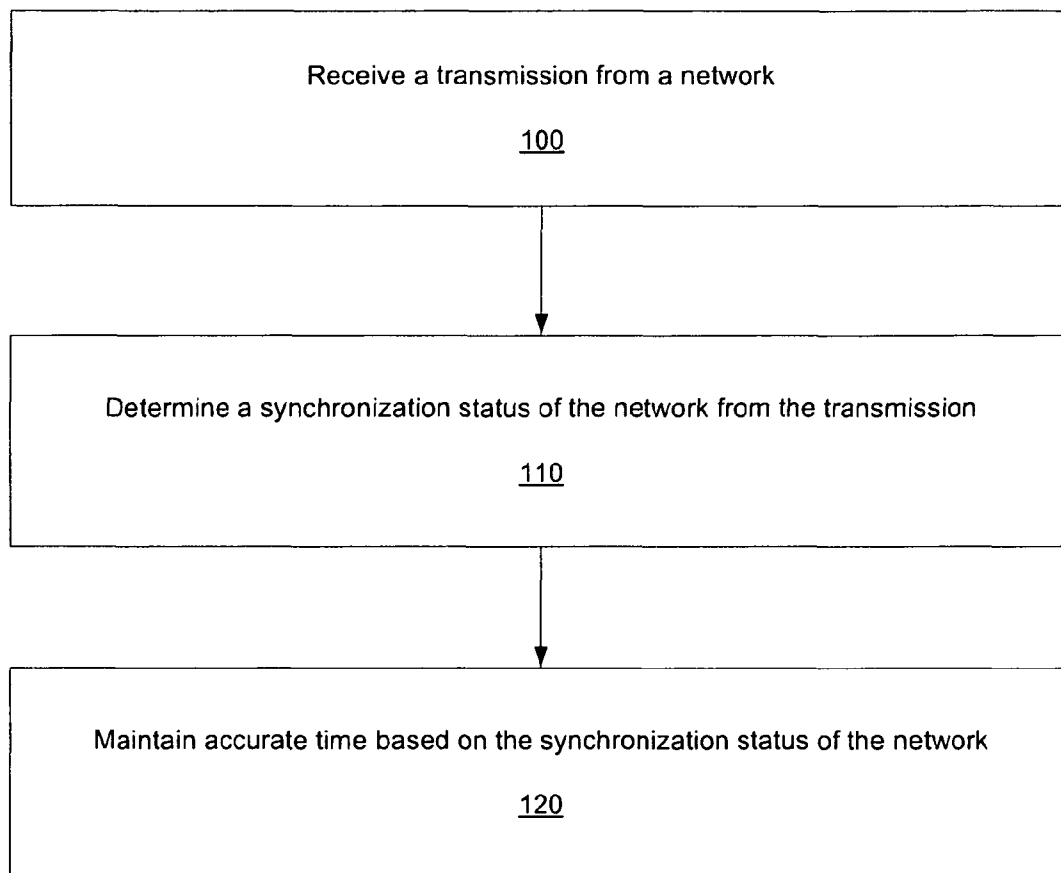 Receive a transmission from a network
100
Determine a synchronization status of the network from the transmission
110
Maintain accurate time based on the synchronization status of the network
120